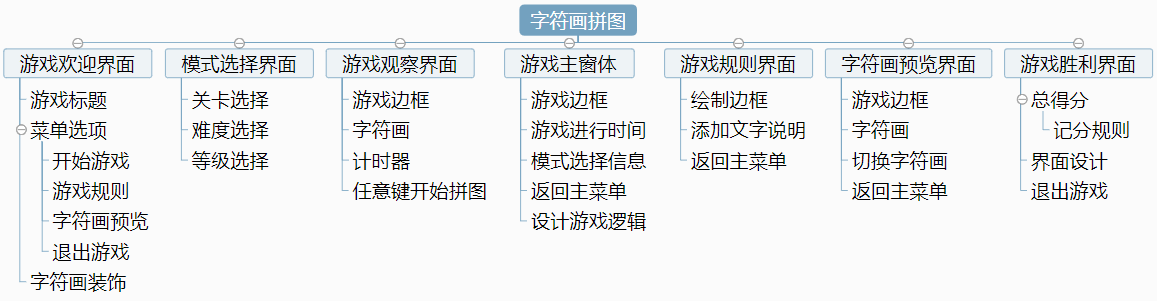 字符画拼图
游戏欢迎界面
游戏标题
菜单选项
开始游戏
游戏规则
字符画预览
退出游戏
字符画装饰
模式选择界面
关卡选择
难度选择
等级选择
游戏观察界面
游戏边框
字符画
计时器
任意键开始拼图
游戏主窗体
游戏边框
游戏进行时间
模式选择信息
返回主菜单
设计游戏逻辑
游戏规则界面
绘制边框
添加文字说明
返回主菜单
字符画预览界面
游戏边框
字符画
切换字符画
返回主菜单
游戏胜利界面
总得分
记分规则
界面设计
退出游戏